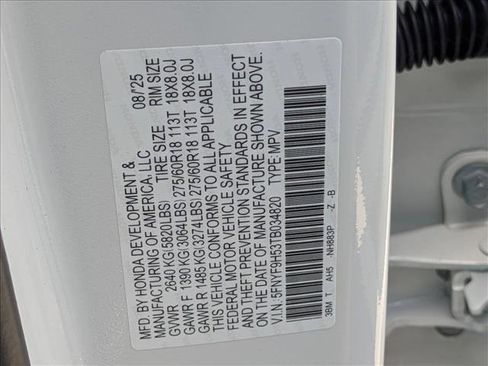 MFD. BY HONDA DEVELOPMENT & 08/25
MANUFACTURING OF AMERICA, LLC.
GVWR 2640 KG(5820LBS) TIRE SIZE RIM SIZE
GAWR F 1390 KG(3064LBS) 275/60R18 113T 18X8.0J
GAWR R 1485 KG(3274LBS) 275/60R18 113T 18X8.0J
THIS VEHICLE CONFORMS TO ALL APPLICABLE
FEDERAL MOTOR VEHICLE SAFETY
AND THEFT PREVENTION STANDARDS IN EFFECT
ON THE DATE OF MANUFACTURE SHOWN ABOVE.
V.I.N.: 5FNYF9H53TB034820 TYPE:MPV
3BM T AH5 -NH883P -Z -B